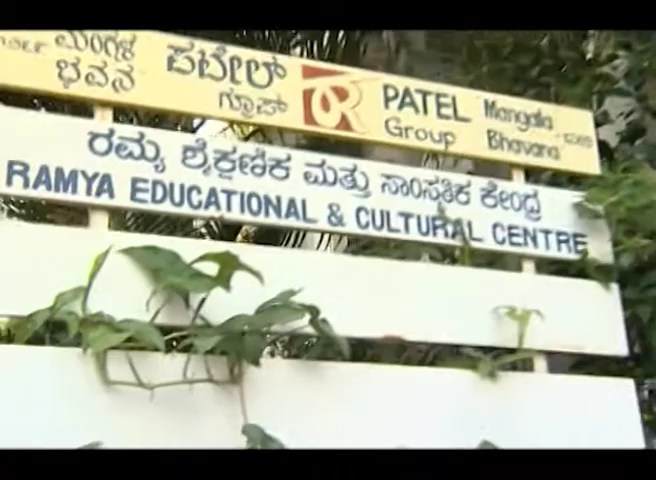 ಮಂಗಳ ಪಟೇಲ್ PATEL Mangala
ಭವನ ಗ್ರೂಪ್ Group Bhavana
ರಮ್ಯ ಶೈಕ್ಷಣಿಕ ಮತ್ತು ಸಾಂಸ್ಕೃತಿಕ ಕೇಂದ್ರ
RAMYA EDUCATIONAL & CULTURAL CENTRE